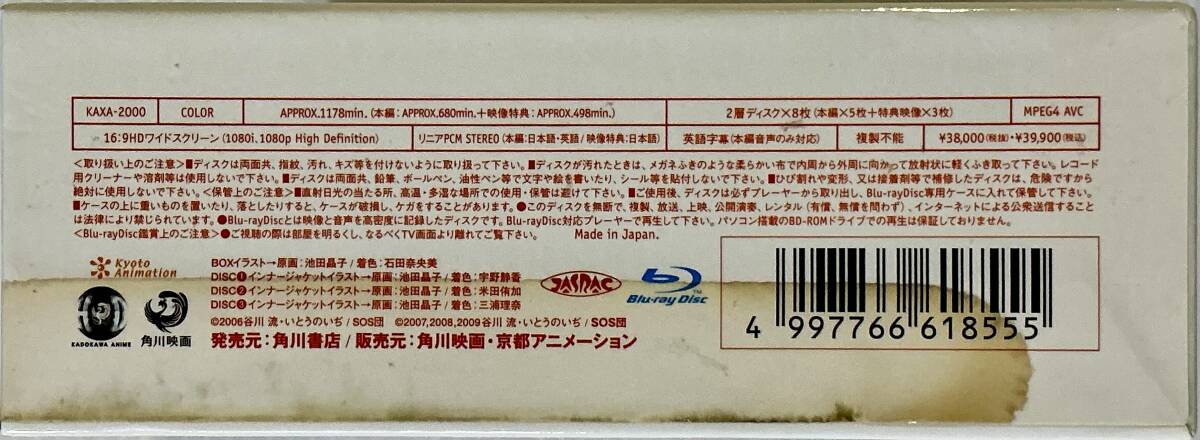 KAXA-2000 COLOR APPROX.1178min. (本編:APPROX.680min.+映像特典:APPROX.498min.) 2層ディスク×8枚(本編×5枚+特典映像×3枚) MPEG4 AVC
16:9HDワイドスクリーン(1080i.1080p High Definition) リニアPCM STEREO(本編:日本語・英語/映像特典:日本語) 英語字幕(本編音声のみ対応) 複製不能 ¥38,000(税抜)・¥39,900(税込)
<取り扱い上のご注意>■ディスクは両面共、指紋、汚れ、キズ等を付けないように取り扱って下さい。■ディスクが汚れたときは、メガネふきのような柔らかい布で内周から外周に向かって放射状に軽くふき取って下さい。レコード
用クリーナーや溶剤等は使用しないで下さい。■ディスクは両面共、鉛筆、ボールペン、油性ペン等で文字や絵を書いたり、シール等を貼付しないで下さい。■ひび割れや変形、又は接着剤等で補修したディスクは、危険ですから
絶対に使用しないで下さい。<保管上のご注意>■直射日光の当たる所、高温・多湿な場所での使用・保管は避けて下さい。■ご使用後、ディスクは必ずプレーヤーから取り出し、Blu-rayDisc専用ケースに入れて保管して下さい。
■ケースの上に重いものを置いたり、落としたりすると、ケースが破損し、ケガをすることがあります。●このディスクを無断で、複製、放送、上映、公開演奏、レンタル(有償、無償を問わず)、インターネットによる公衆送信すること
は法律により禁じられています。●Blu-rayDiscとは映像と音声を高密度に記録したディスクです。Blu-rayDisc対応プレーヤーで再生して下さい。パソコン搭載のBD-ROMドライブでの再生は保証しておりません。
<Blu-rayDisc鑑賞上のご注意>●ご視聴の際は部屋を明るくし、なるべくTV画面より離れてご覧下さい。 Made in Japan.
Kyoto
Animation
BOXイラスト→原画:池田晶子/着色:石田奈央美
DISC①インナージャケットイラスト→原画:池田晶子/着色:宇野静香
DISC②インナージャケットイラスト→原画:池田晶子/着色:米田侑加
DISC③インナージャケットイラスト→原画:池田晶子/着色:三浦理奈
JASRAC
Blu-ray Disc TM
KADOKAWA ANIME
角川映画
©2006谷川 流・いとうのいぢ/SOS団 ©2007,2008,2009谷川 流・いとうのいぢ/SOS団
発売元:角川書店/販売元:角川映画・京都アニメーション
4 997766 618555